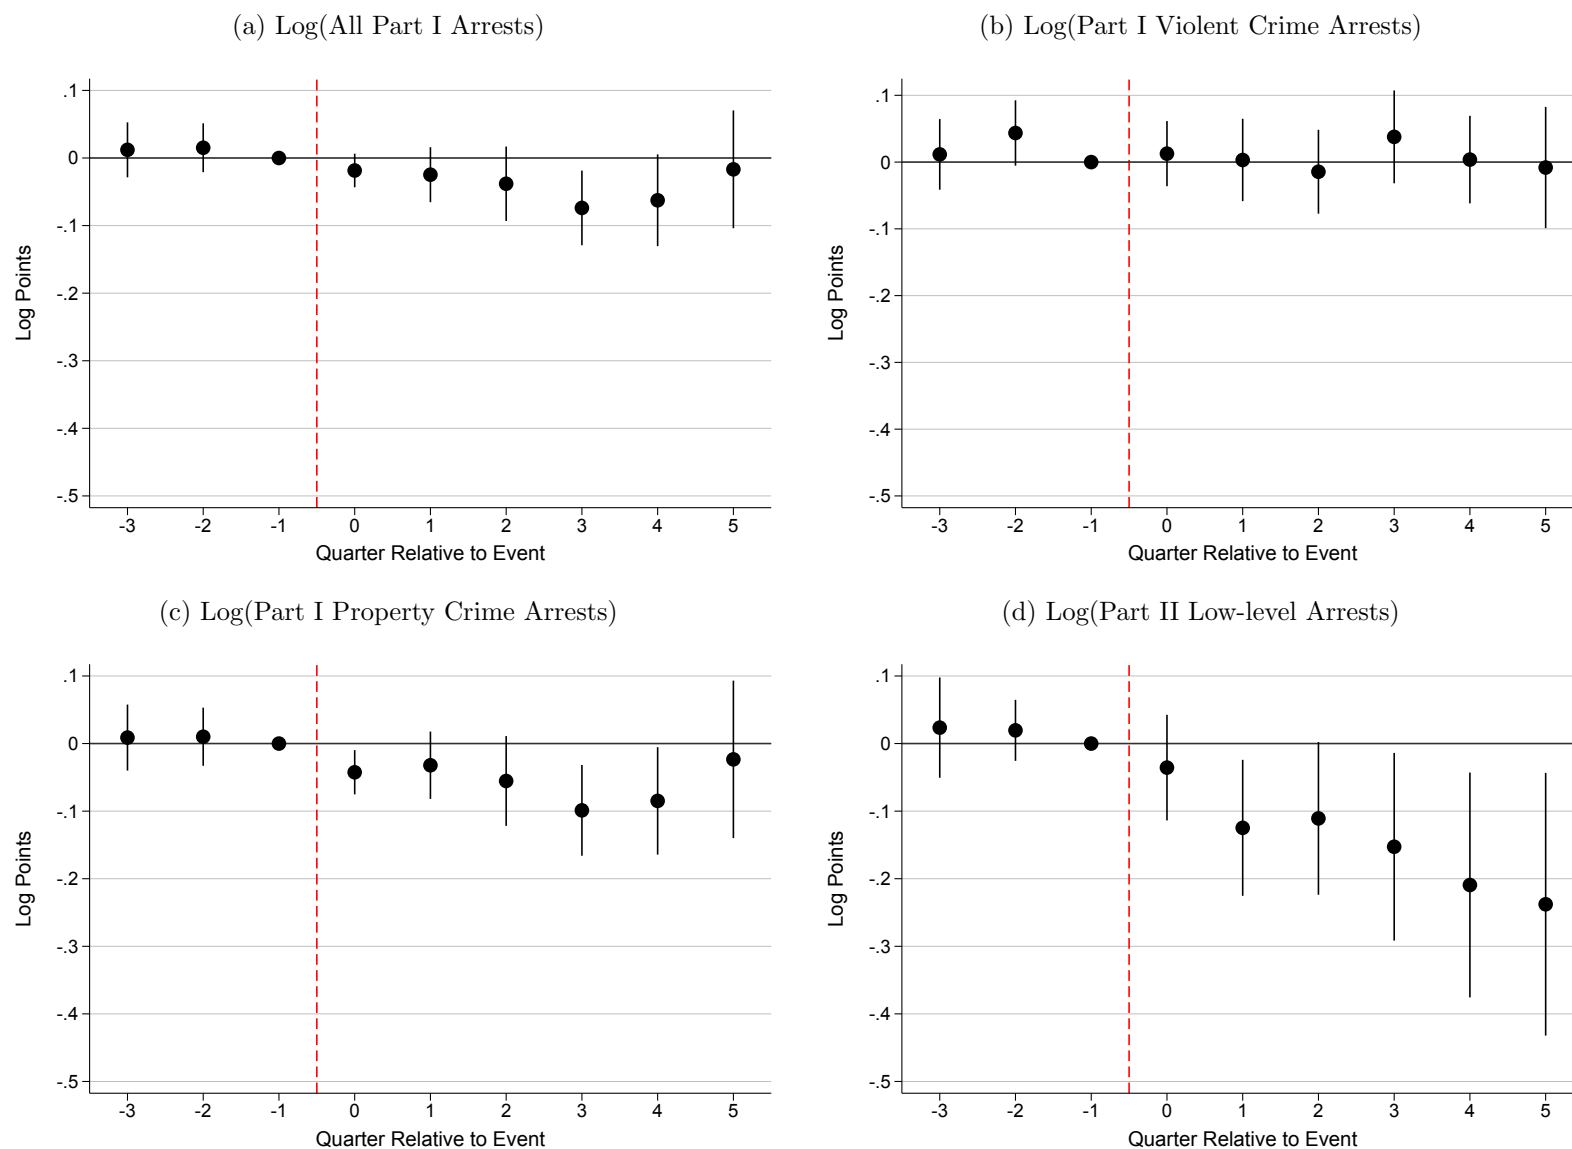 (a) Log(All Part I Arrests)
.1
0
-.1
-.2
-.3
-.4
-.5
Log Points
-3 -2 -1 0 1 2 3 4 5
Quarter Relative to Event
(b) Log(Part I Violent Crime Arrests)
.1
0
-.1
-.2
-.3
-.4
-.5
Log Points
-3 -2 -1 0 1 2 3 4 5
Quarter Relative to Event
(c) Log(Part I Property Crime Arrests)
.1
0
-.1
-.2
-.3
-.4
-.5
Log Points
-3 -2 -1 0 1 2 3 4 5
Quarter Relative to Event
(d) Log(Part II Low-level Arrests)
.1
0
-.1
-.2
-.3
-.4
-.5
Log Points
-3 -2 -1 0 1 2 3 4 5
Quarter Relative to Event